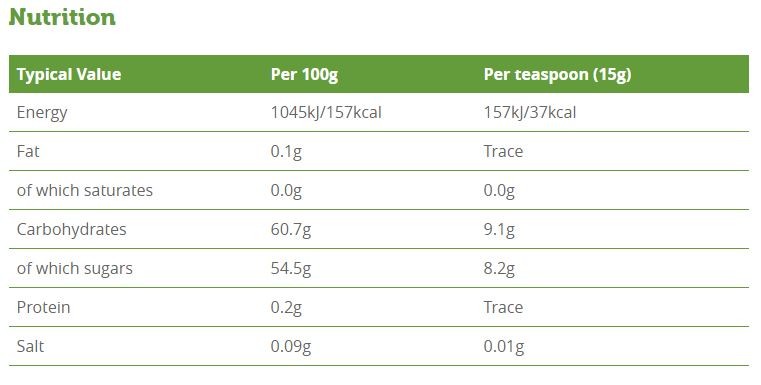 Nutrition
Typical Value Per 100g Per teaspoon (15g)
Energy 1045kJ/157kcal 157kJ/37kcal
Fat 0.1g Trace
of which saturates 0.0g 0.0g
Carbohydrates 60.7g 9.1g
of which sugars 54.5g 8.2g
Protein 0.2g Trace
Salt 0.09g 0.01g